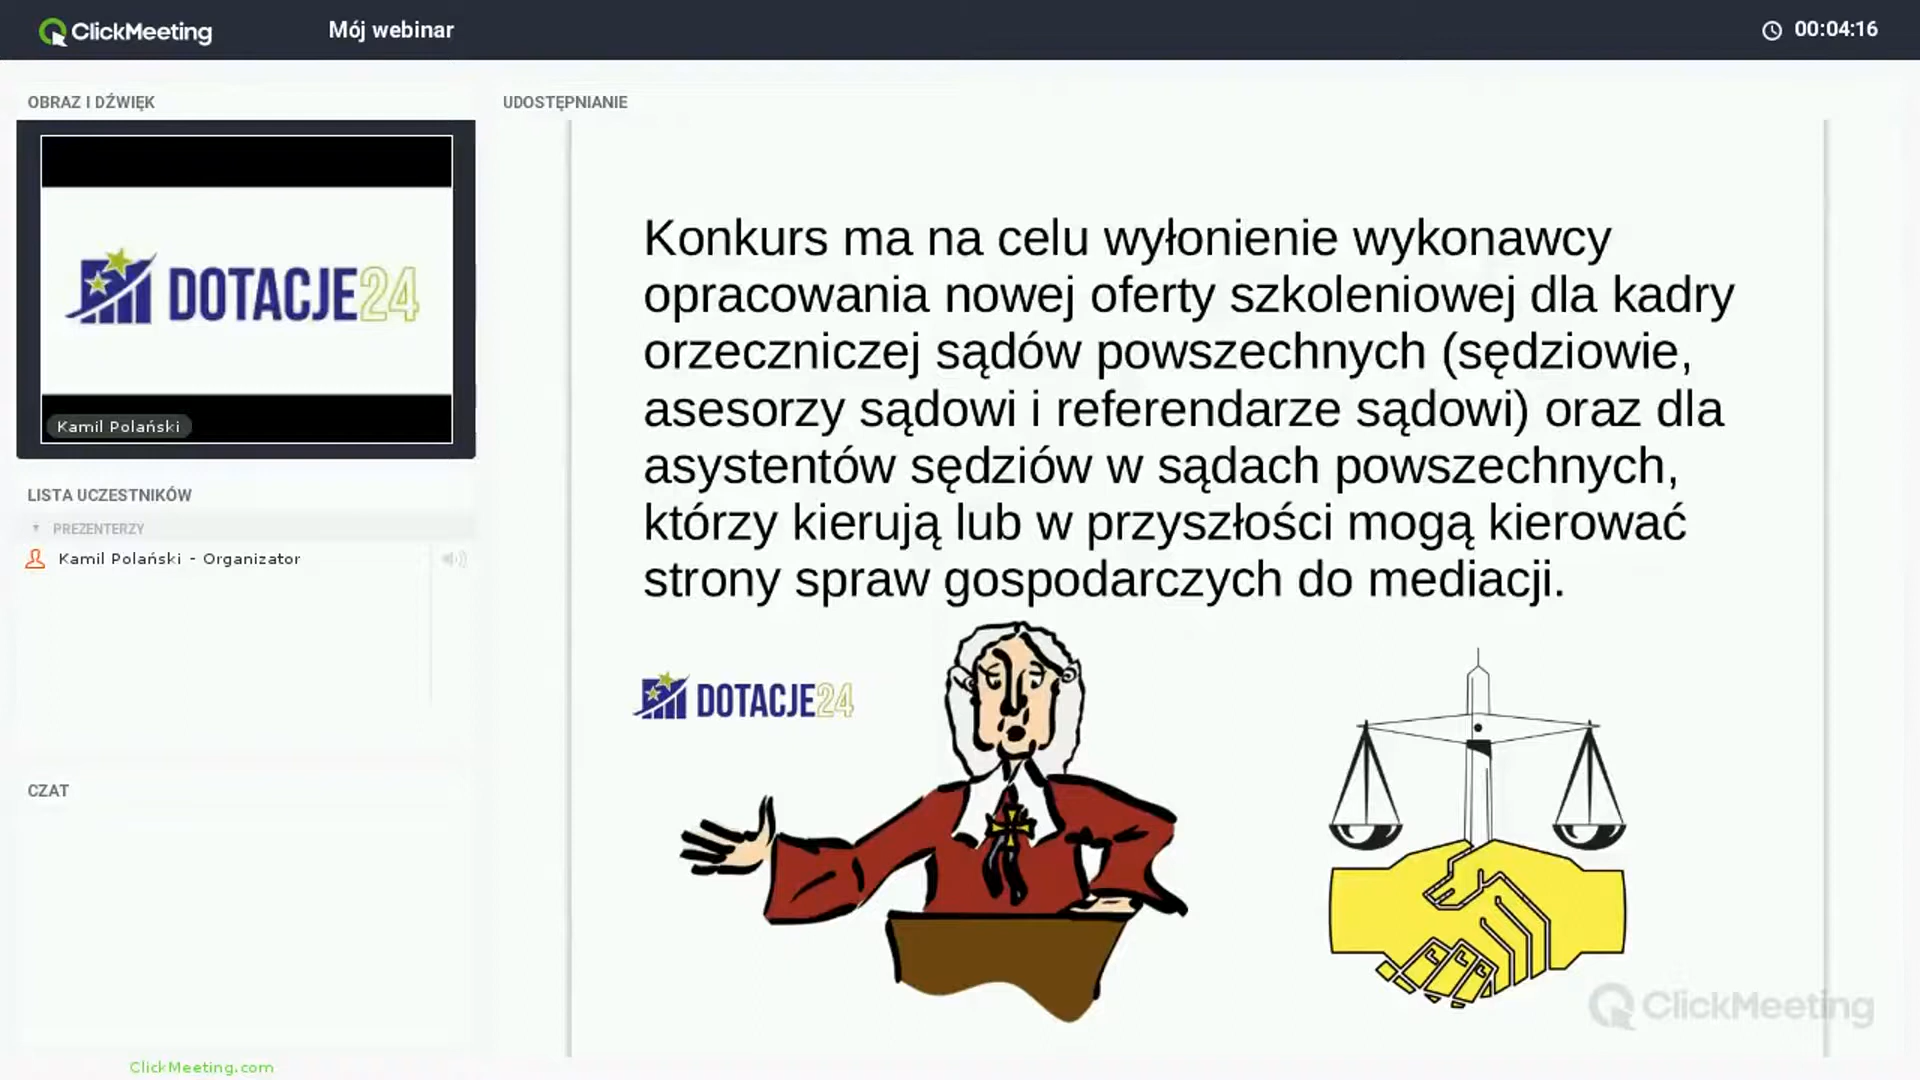 ClickMeeting
Mój webinar
00:04:16
OBRAZ I DŹWIĘK
DOTACJE24
Kamil Polański
LISTA UCZESTNIKÓW
PREZENTERZY
Kamil Polański - Organizator
CZAT
ClickMeeting.com
UDOSTĘPNIANIE
Konkurs ma na celu wyłonienie wykonawcy
opracowania nowej oferty szkoleniowej dla kadry
orzeczniczej sądów powszechnych (sędziowie,
asesorzy sądowi i referendarze sądowi) oraz dla
asystentów sędziów w sądach powszechnych,
którzy kierują lub w przyszłości mogą kierować
strony spraw gospodarczych do mediacji.
DOTACJE24
ClickMeeting